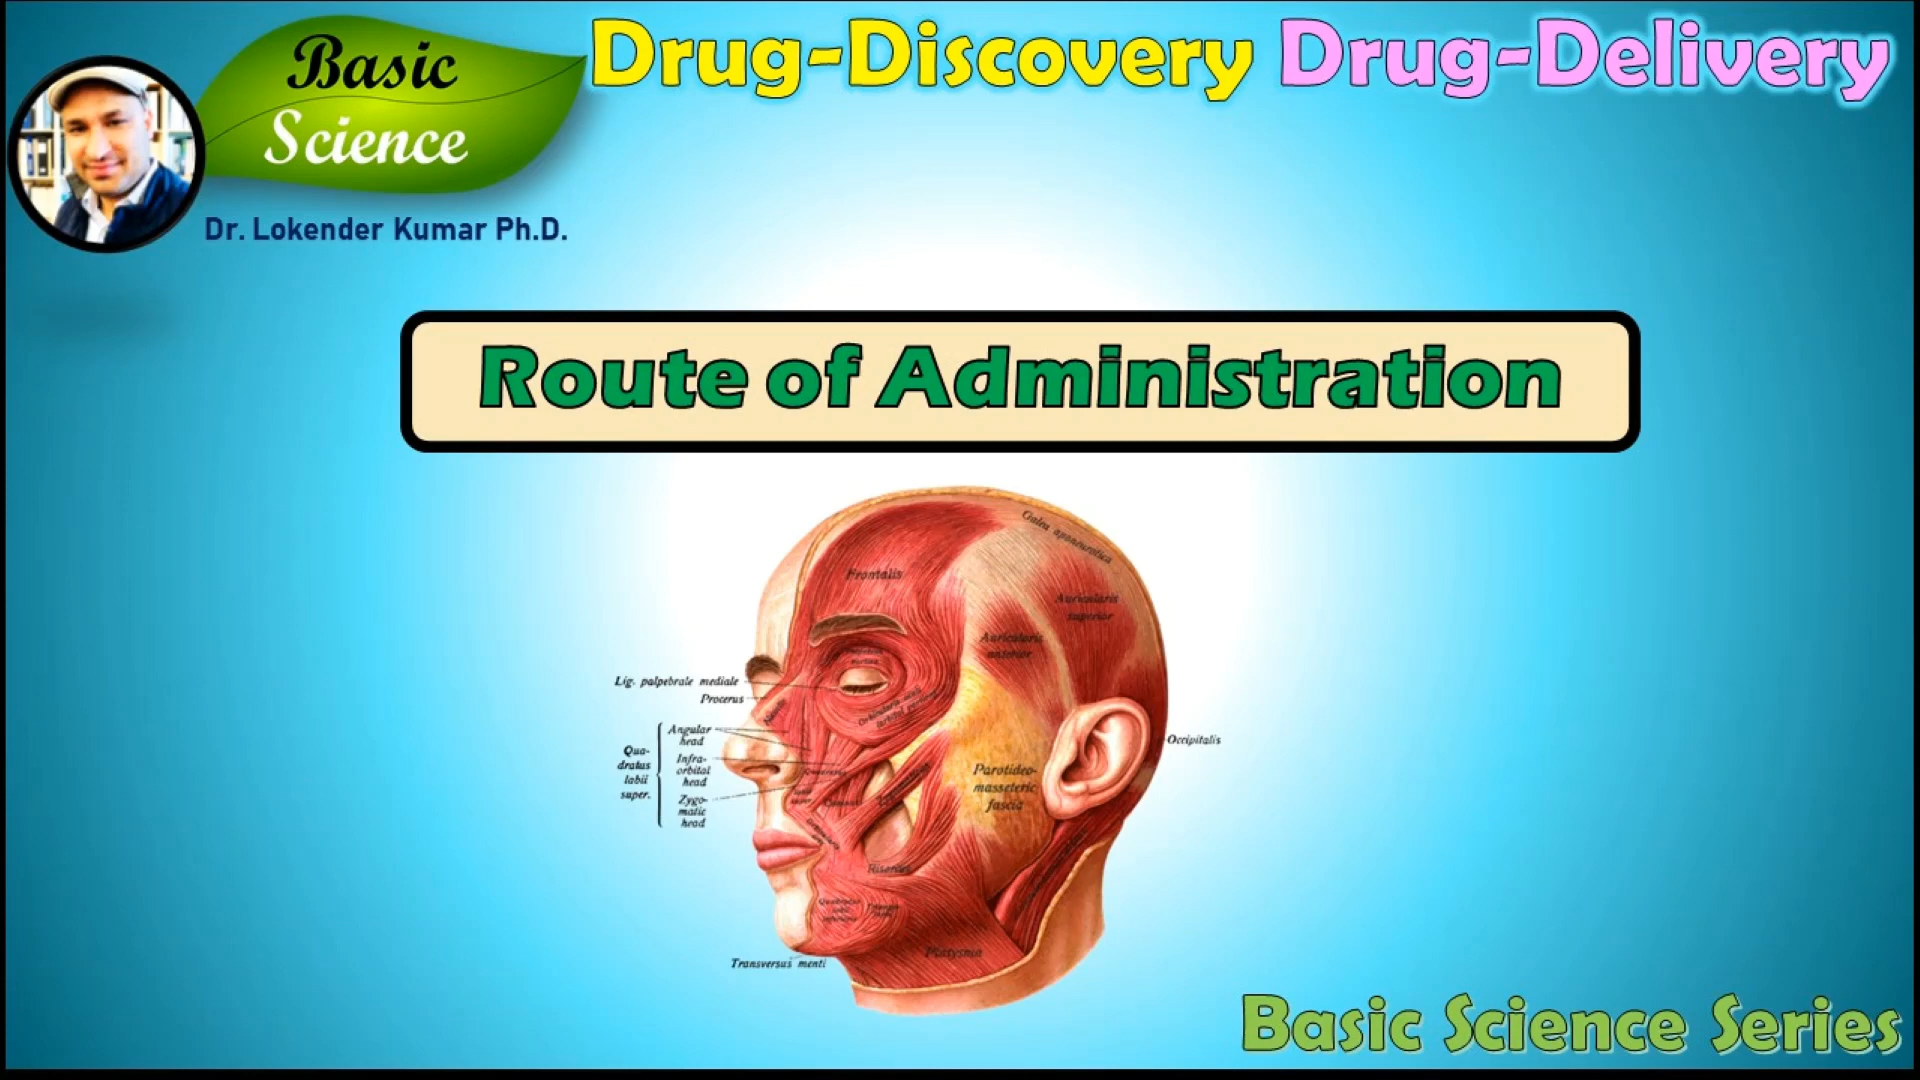 Basic
Science
Drug-Discovery Drug-Delivery
Dr. Lokender Kumar Ph.D.
Route of Administration
Galea aponeurotica
Frontalis
Auricularis
superior
Auricularis
anterior
Lig. palpebrale mediale
Procerus
Nasalis
Angular
head
Infra-
orbital
head
Zygo-
matic
head
Qua-
dratus
labii
super.
Occipitalis
Parotideo-
masseteric
fascia
Risorius
Platysma
Transversus menti
Basic Science Series